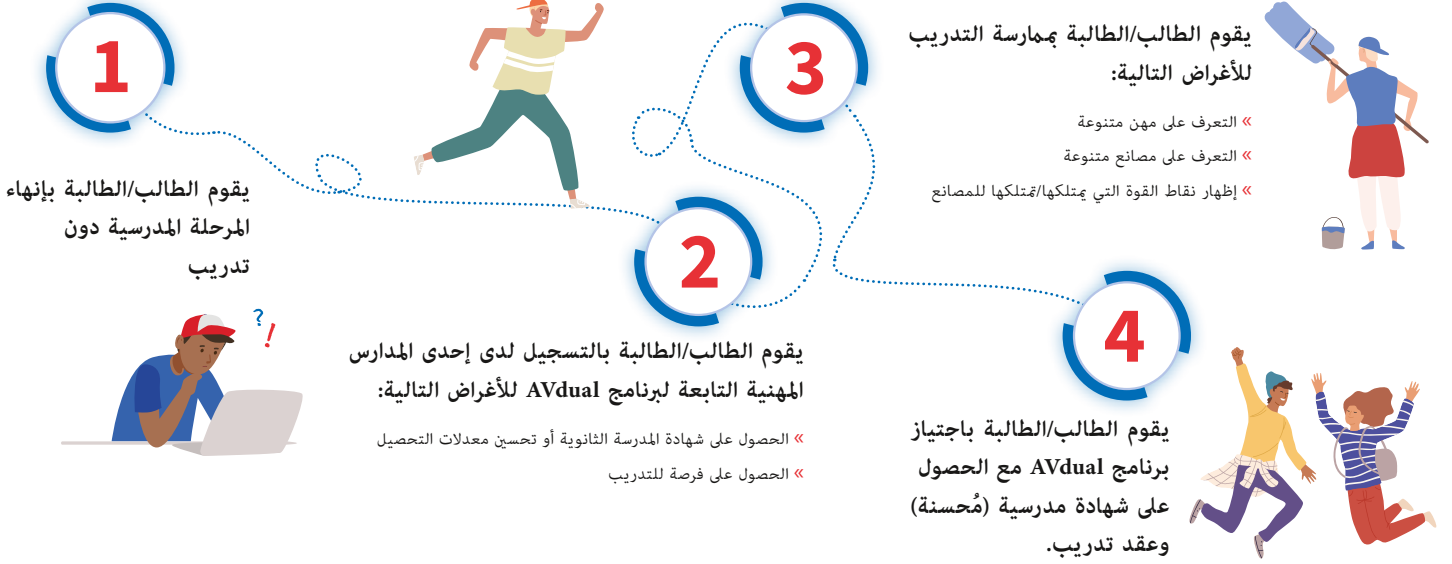 1
يقوم الطالب/الطالبة بإنهاء
المرحلة المدرسية دون
تدريب
?!
2
يقوم الطالب/الطالبة بالتسجيل لدى إحدى المدارس
المهنية التابعة لبرنامج AVdual للأغراض التالية:
» الحصول على شهادة المدرسة الثانوية أو تحسين معدلات التحصيل
» الحصول على فرصة للتدريب
3
يقوم الطالب/الطالبة بممارسة التدريب
للأغراض التالية:
» التعرف على مهن متنوعة
» التعرف على مصانع متنوعة
» إظهار نقاط القوة التي يمتلكها/تمتلكها للمصانع
4
يقوم الطالب/الطالبة باجتياز
برنامج AVdual مع الحصول
على شهادة مدرسية (مُحسنة)
وعقد تدريب.